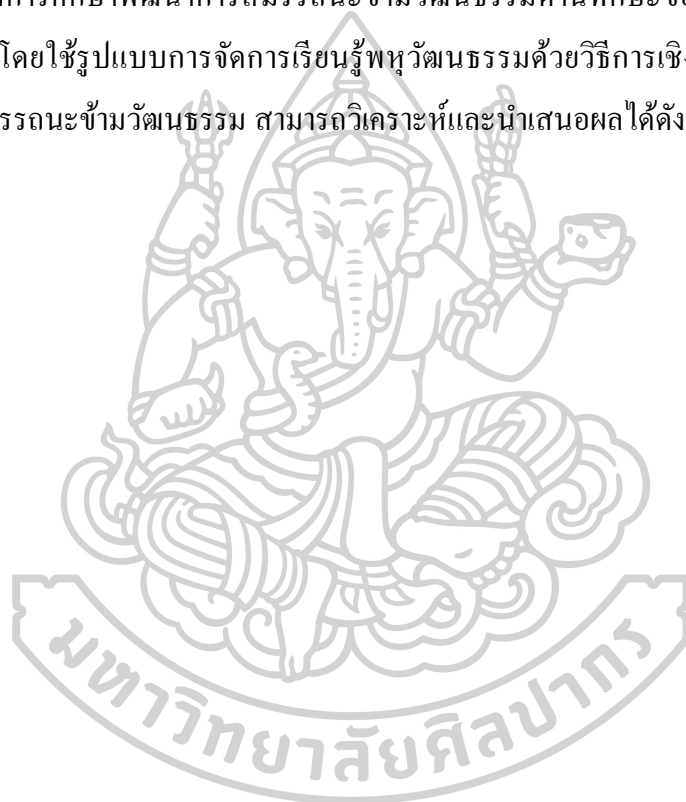 โดยใช้รูปแบบการจัดการเรียนรู้พหุวัฒนธรรมด้วยวิธีการเชิง
รรถนะข้ามวัฒนธรรม สามารถวิเคราะห์และนำเสนอผลได้ดัง
มหาวิทยาลัยศิลปากร